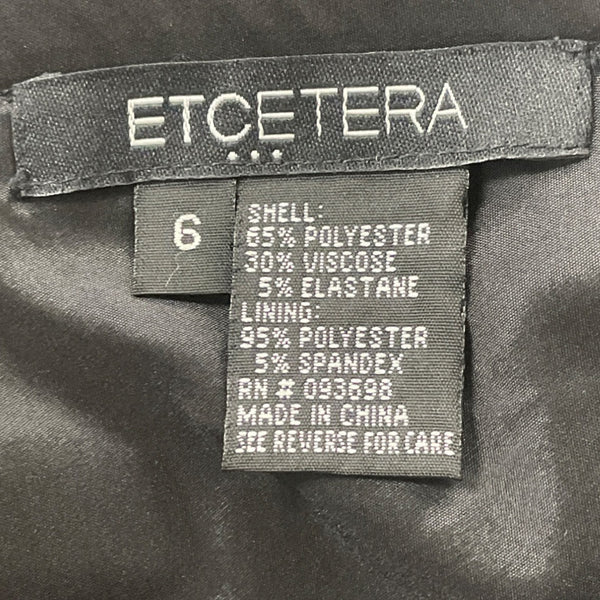 ETCETERA
...
6
SHELL:
65% POLYESTER
30% VISCOSE
5% ELASTANE
LINING:
95% POLYESTER
5% SPANDEX
RN # 093698
MADE IN CHINA
SEE REVERSE FOR CARE